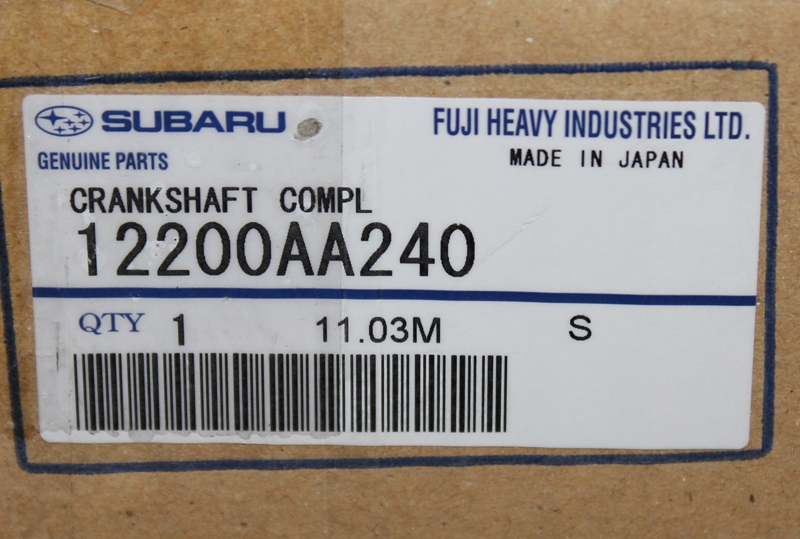 SUBARU
FUJI HEAVY INDUSTRIES LTD.
GENUINE PARTS
MADE IN JAPAN
CRANKSHAFT COMPL
12200AA240
QTY 1 11.03M S